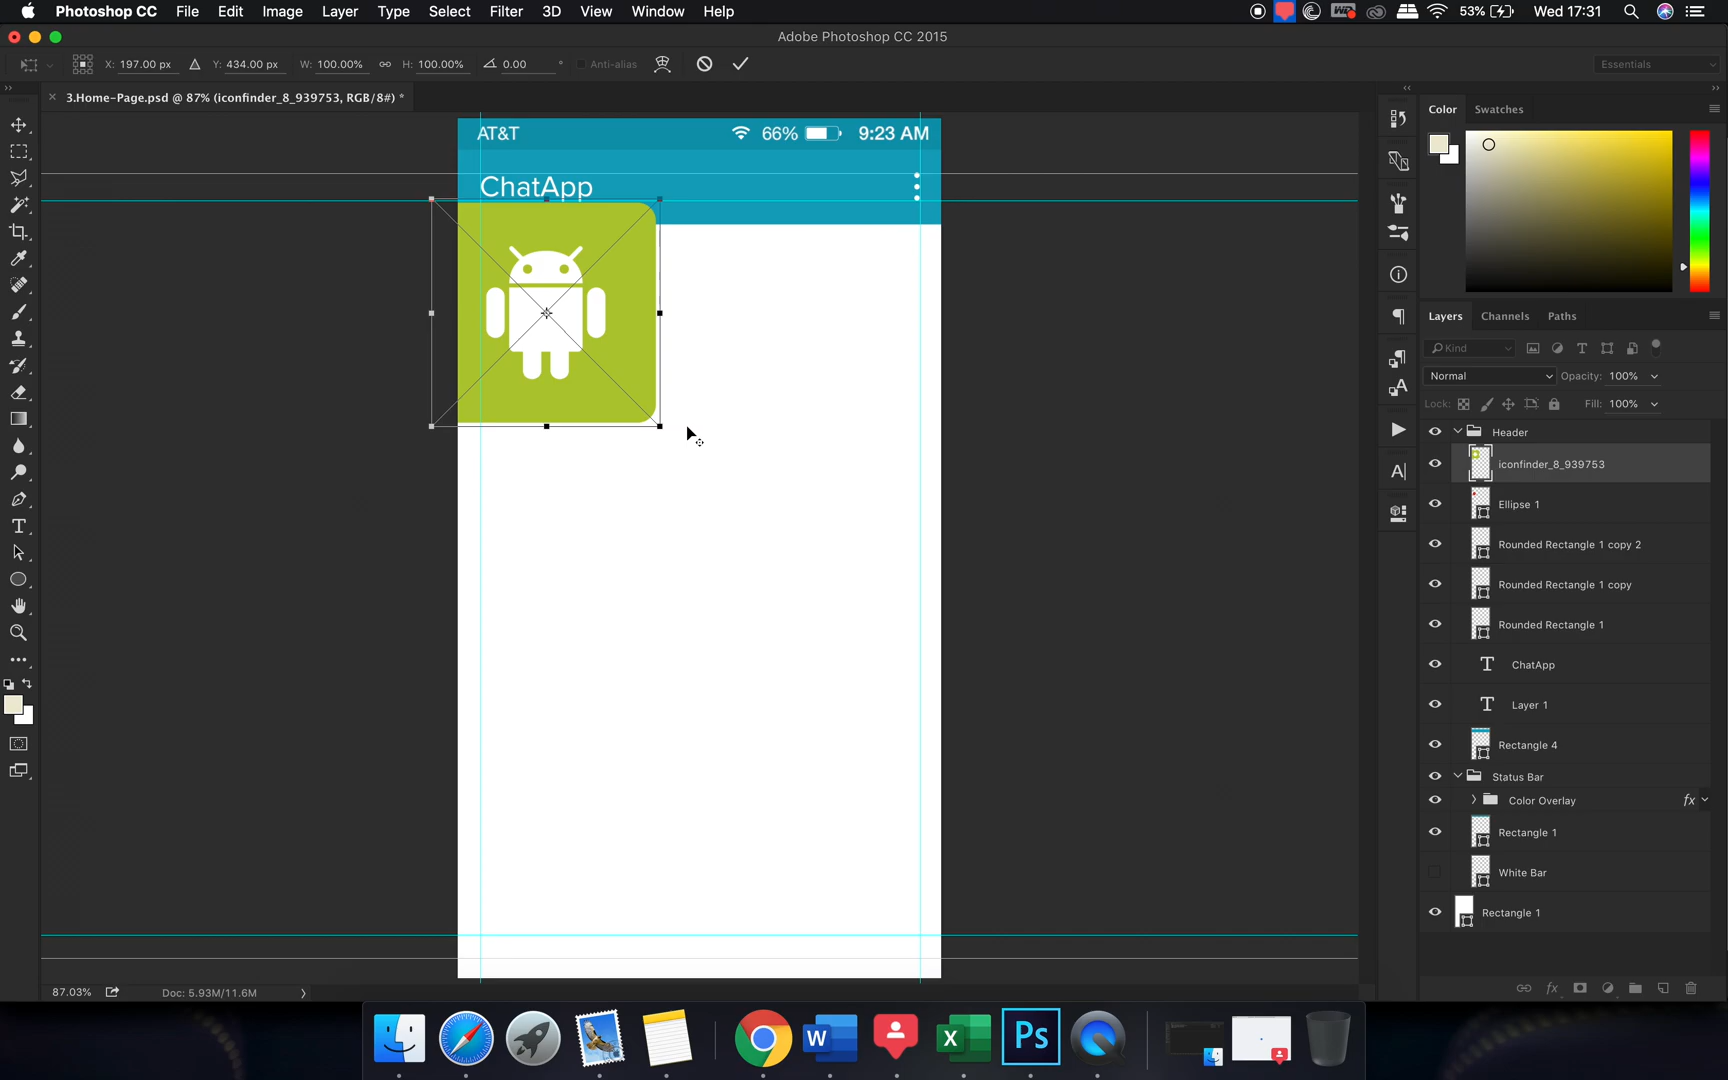 Photoshop CC File Edit Image Layer Type Select Filter 3D View Window Help 53% Wed 17:31
Adobe Photoshop CC 2015
X: 197.00 px Y: 434.00 px W: 100.00% H: 100.00% 0.00 ° Anti-alias Essentials
3.Home-Page.psd @ 87% (iconfinder_8_939753, RGB/8#) *
Color Swatches
AT&T 66% 9:23 AM
ChatApp
Layers Channels Paths
Kind
Normal Opacity: 100%
Lock: Fill: 100%
Header
iconfinder_8_939753
Ellipse 1
Rounded Rectangle 1 copy 2
Rounded Rectangle 1 copy
Rounded Rectangle 1
ChatApp
Layer 1
Rectangle 4
Status Bar
Color Overlay fx
Rectangle 1
White Bar
Rectangle 1
87.03% Doc: 5.93M/11.6M
fx
W X Ps